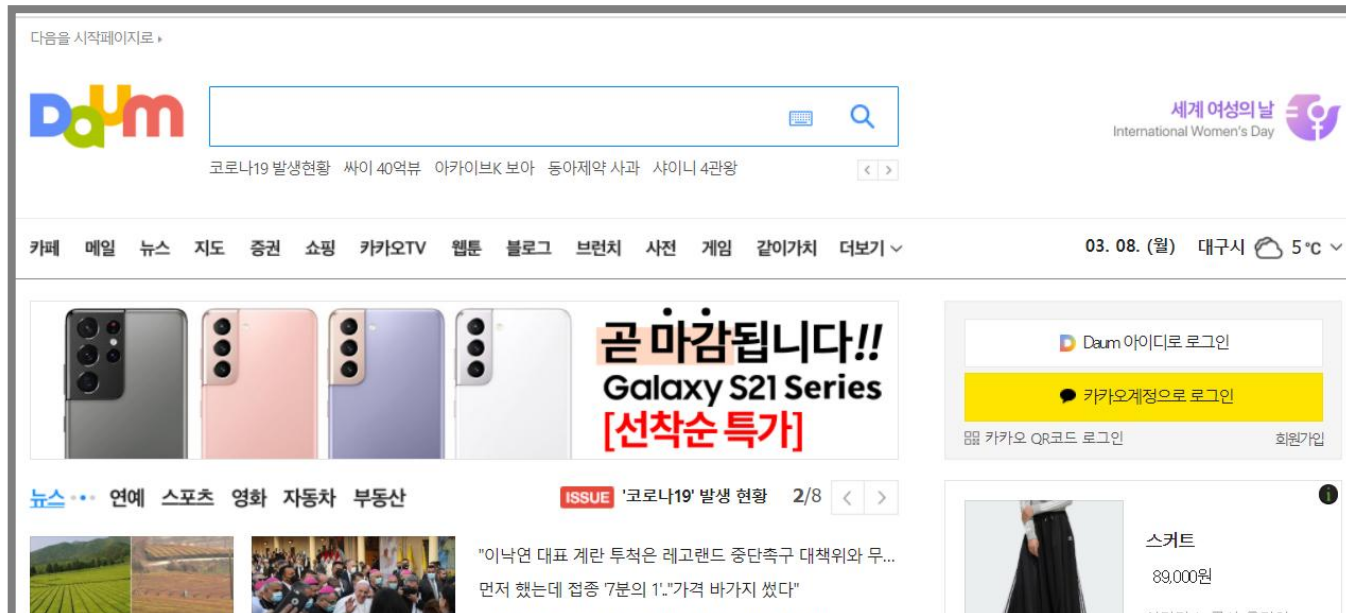 다음을 시작페이지로
Daum
세계 여성의 날
International Women's Day
코로나19 발생현황 싸이 40억뷰 아카이브K 보아 동아제약 사과 샤이니 4관왕
카페 메일 뉴스 지도 증권 쇼핑 카카오TV 웹툰 블로그 브런치 사전 게임 같이가치 더보기
03. 08. (월) 대구시 5°C
곧 마감됩니다!!
Galaxy S21 Series
[선착순 특가]
Daum 아이디로 로그인
카카오계정으로 로그인
카카오 QR코드 로그인 회원가입
뉴스 연예 스포츠 영화 자동차 부동산
ISSUE '코로나19' 발생 현황 2/8
"이낙연 대표 계란 투척은 레고랜드 중단촉구 대책위와 무...
먼저 했는데 접종 '7분의 1'.."가격 바가지 썼다"
스커트
89,000원